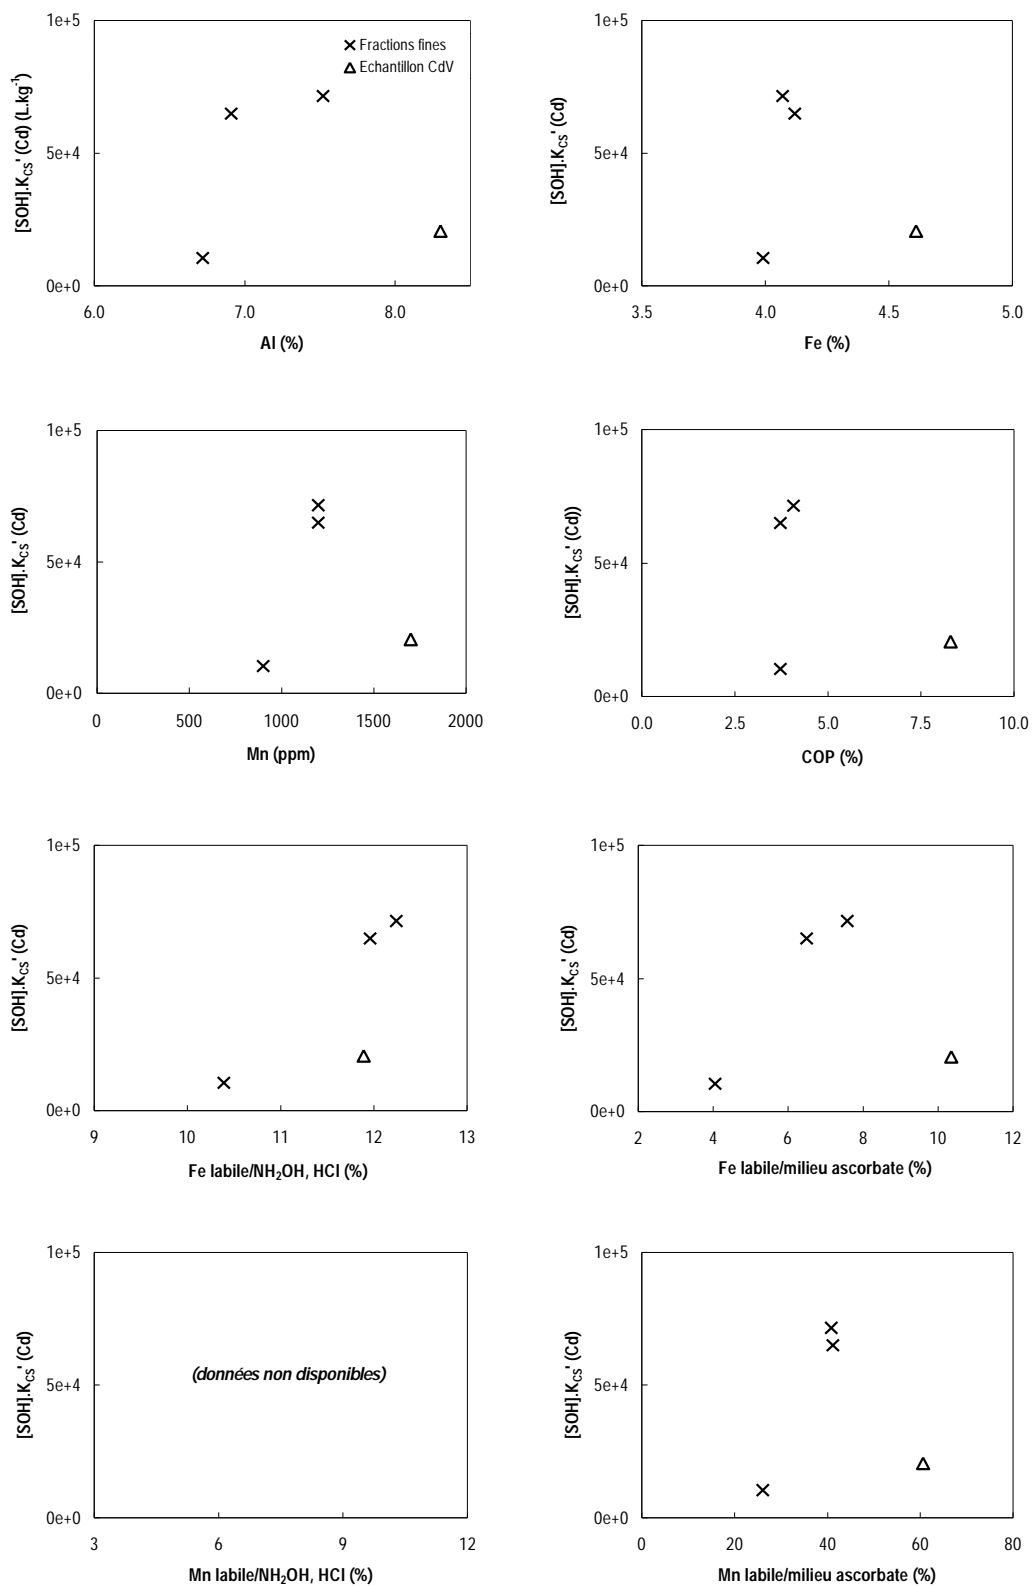 1e+5
Fractions fines
Echantillon CdV
[SOH].K_CS' (Cd) (L.kg⁻¹)
5e+4
0e+0
6.0 7.0 8.0
Al (%)
1e+5
[SOH].K_CS' (Cd)
5e+4
0e+0
3.5 4.0 4.5 5.0
Fe (%)
1e+5
[SOH].K_CS' (Cd)
5e+4
0e+0
0 500 1000 1500 2000
Mn (ppm)
1e+5
[SOH].K_CS' (Cd))
5e+4
0e+0
0.0 2.5 5.0 7.5 10.0
COP (%)
1e+5
[SOH].K_CS' (Cd)
5e+4
0e+0
9 10 11 12 13
Fe labile/NH₂OH, HCl (%)
1e+5
[SOH].K_CS' (Cd)
5e+4
0e+0
2 4 6 8 10 12
Fe labile/milieu ascorbate (%)
1e+5
[SOH].K_CS' (Cd)
(données non disponibles)
5e+4
0e+0
3 6 9 12
Mn labile/NH₂OH, HCl (%)
1e+5
[SOH].K_CS' (Cd)
5e+4
0e+0
0 20 40 60 80
Mn labile/milieu ascorbate (%)